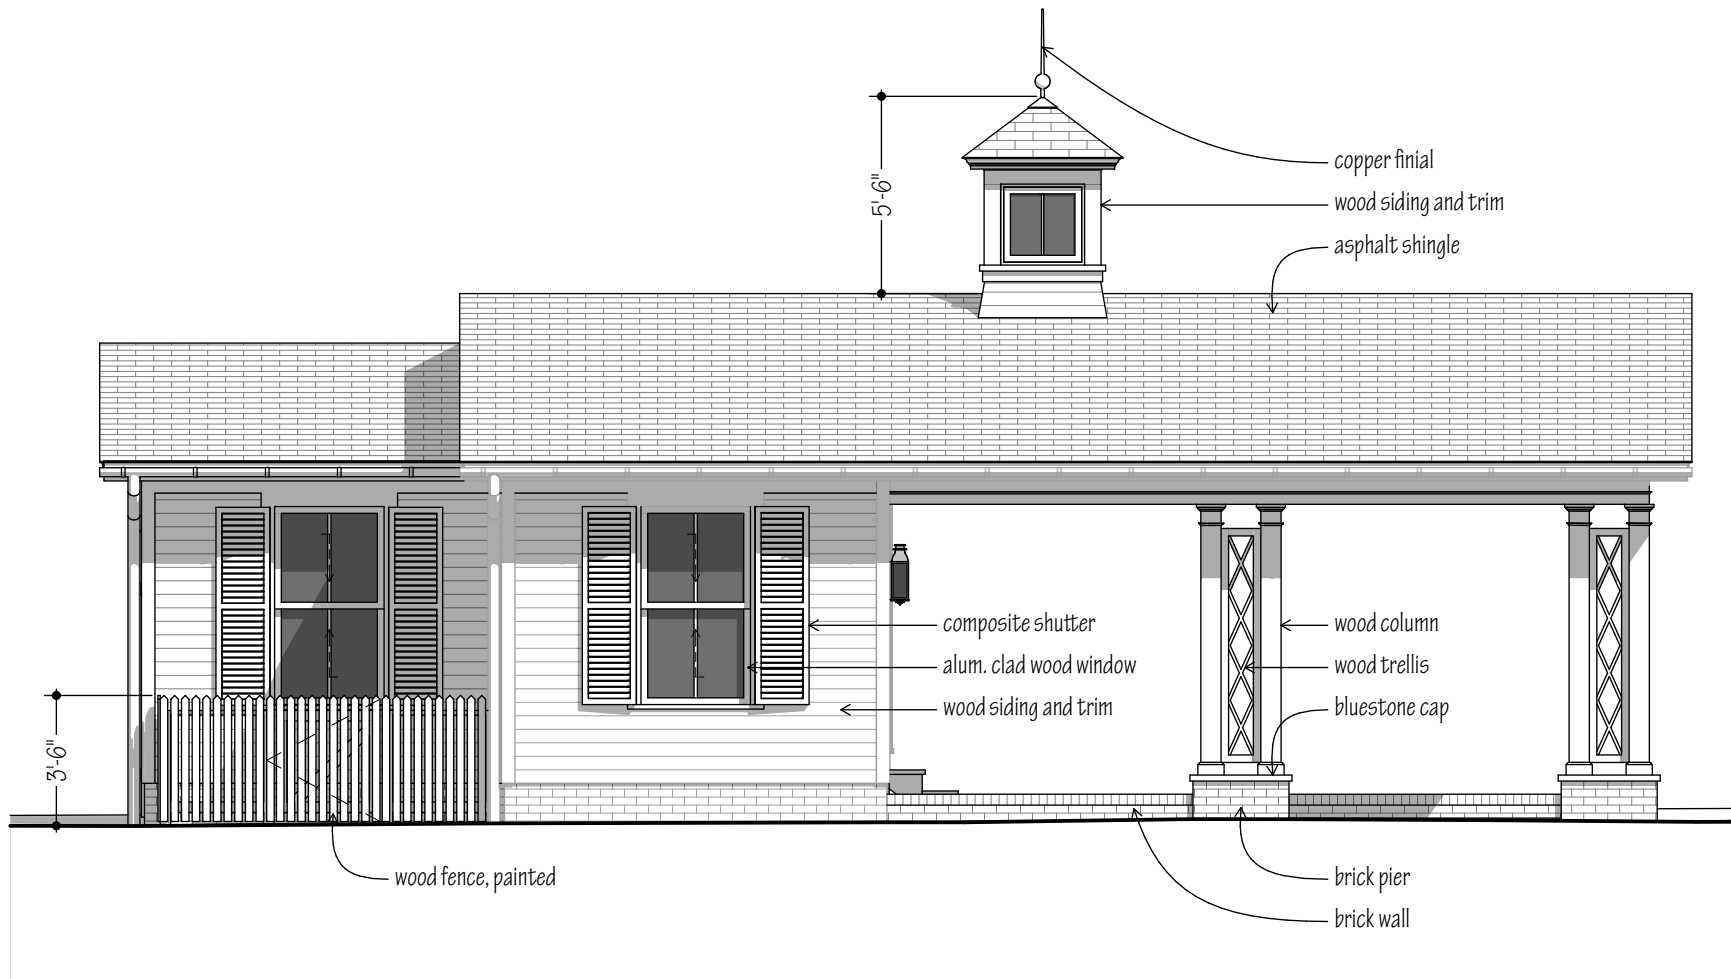 copper finial
wood siding and trim
asphalt shingle
5'-6"
composite shutter
alum. clad wood window
wood siding and trim
wood column
wood trellis
bluestone cap
3'-6"
wood fence, painted
brick pier
brick wall